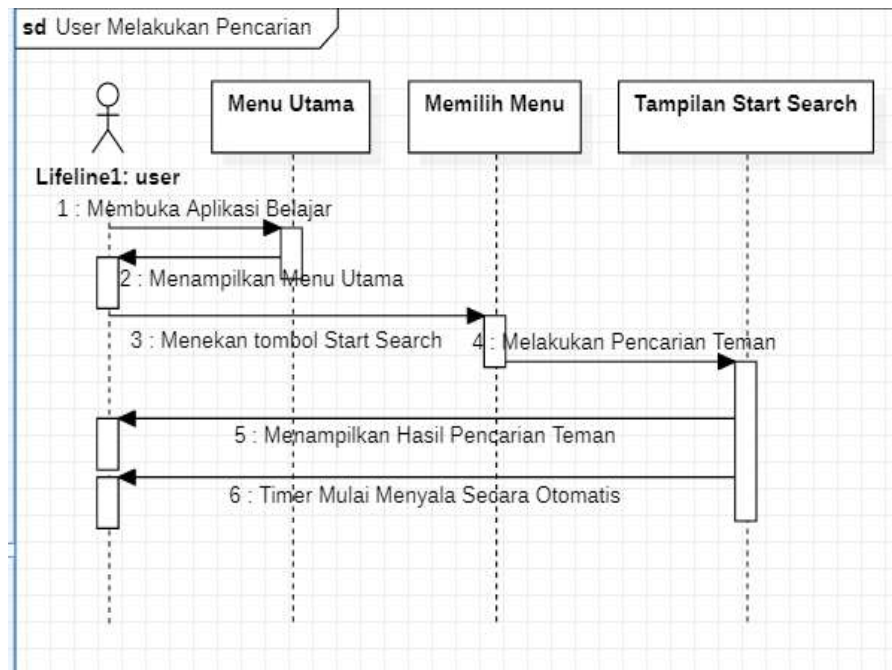 sd User Melakukan Pencarian
Menu Utama
Memilih Menu
Tampilan Start Search
Lifeline1: user
1 : Membuka Aplikasi Belajar
2 : Menampilkan Menu Utama
3 : Menekan tombol Start Search
4 : Melakukan Pencarian Teman
5 : Menampilkan Hasil Pencarian Teman
6 : Timer Mulai Menyala Secara Otomatis